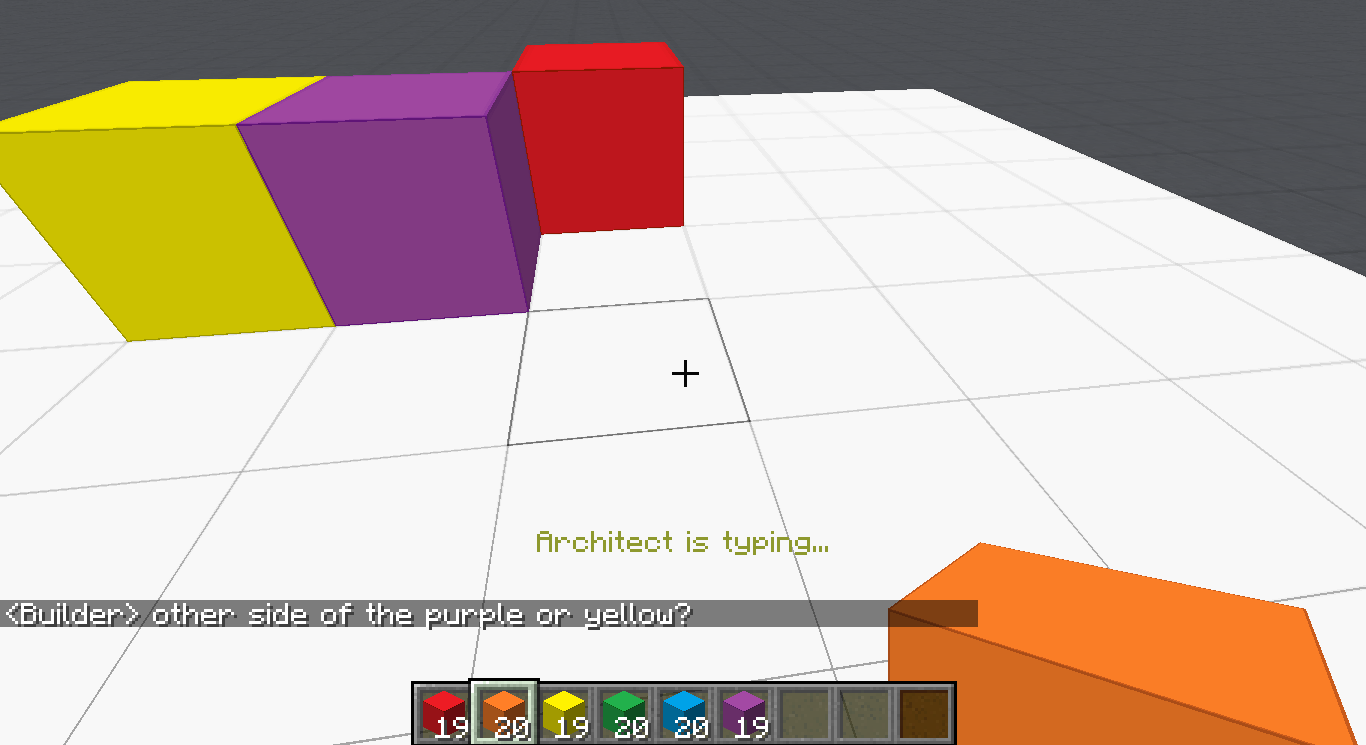 Architect is typing...
<Builder> other side of the purple or yellow?
19 20 19 20 20 19